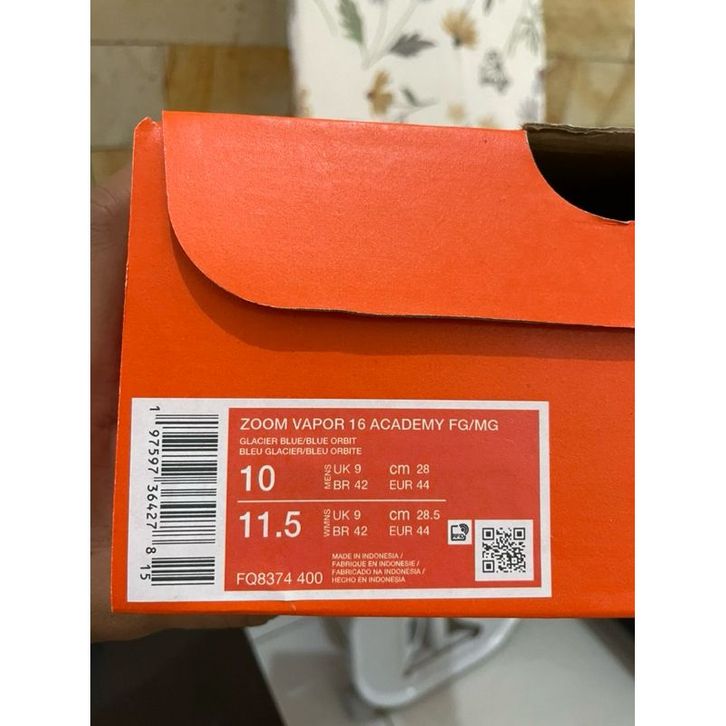 ZOOM VAPOR 16 ACADEMY FG/MG
GLACIER BLUE/BLUE ORBIT
BLEU GLACIER/BLEU ORBITE
10 MENS UK 9 cm 28
BR 42 EUR 44
11.5 WMNS UK 9 cm 28.5
BR 42 EUR 44
MADE IN INDONESIA /
FABRIQUE EN INDONESIE /
FABRICADO NA INDONÉSIA /
HECHO EN INDONESIA
FQ8374 400
1 97597 36427 8 15